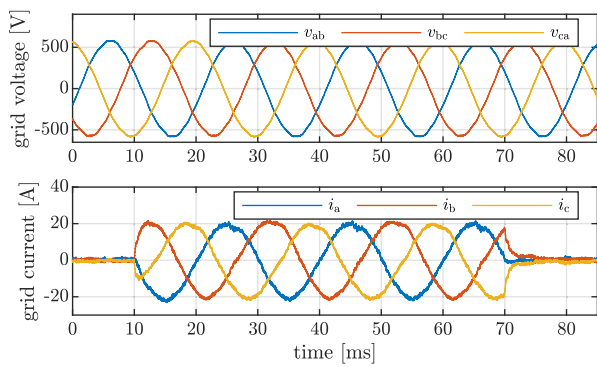 grid voltage [V]
500
0
-500
v_ab v_bc v_ca
0 10 20 30 40 50 60 70 80
grid current [A]
40
20
0
-20
i_a i_b i_c
0 10 20 30 40 50 60 70 80
time [ms]